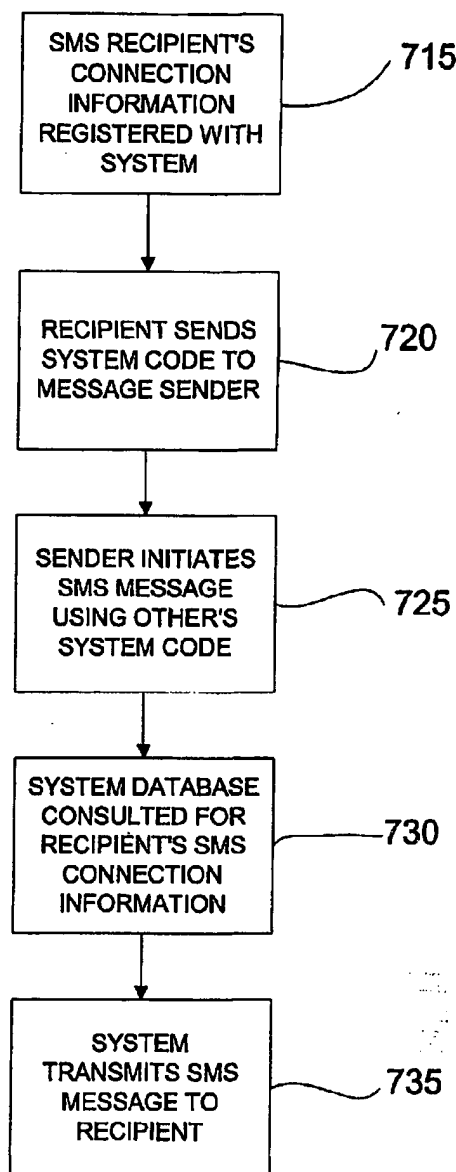 SMS RECIPIENT'S
CONNECTION
INFORMATION
REGISTERED WITH
SYSTEM
715
RECIPIENT SENDS
SYSTEM CODE TO
MESSAGE SENDER
720
SENDER INITIATES
SMS MESSAGE
USING OTHER'S
SYSTEM CODE
725
SYSTEM DATABASE
CONSULTED FOR
RECIPIENT'S SMS
CONNECTION
INFORMATION
730
SYSTEM
TRANSMITS SMS
MESSAGE TO
RECIPIENT
735